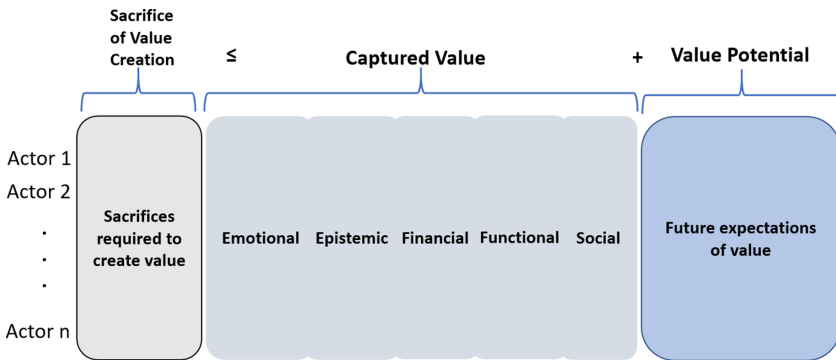 Sacrifice
of Value
Creation
≤
Captured Value
+
Value Potential
Actor 1
Actor 2
.
.
.
Actor n
Sacrifices
required to
create value
Emotional
Epistemic
Financial
Functional
Social
Future expectations
of value